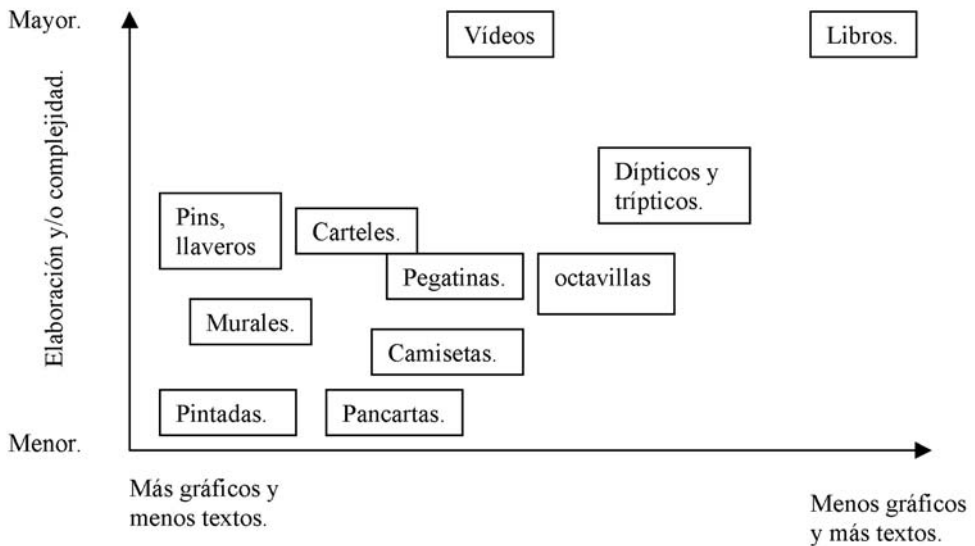 Mayor.
Vídeos
Libros.
Elaboración y/o complejidad.
Dípticos y
trípticos.
Pins,
llaveros
Carteles.
Pegatinas.
octavillas
Murales.
Camisetas.
Pintadas.
Pancartas.
Menor.
Más gráficos y
menos textos.
Menos gráficos
y más textos.